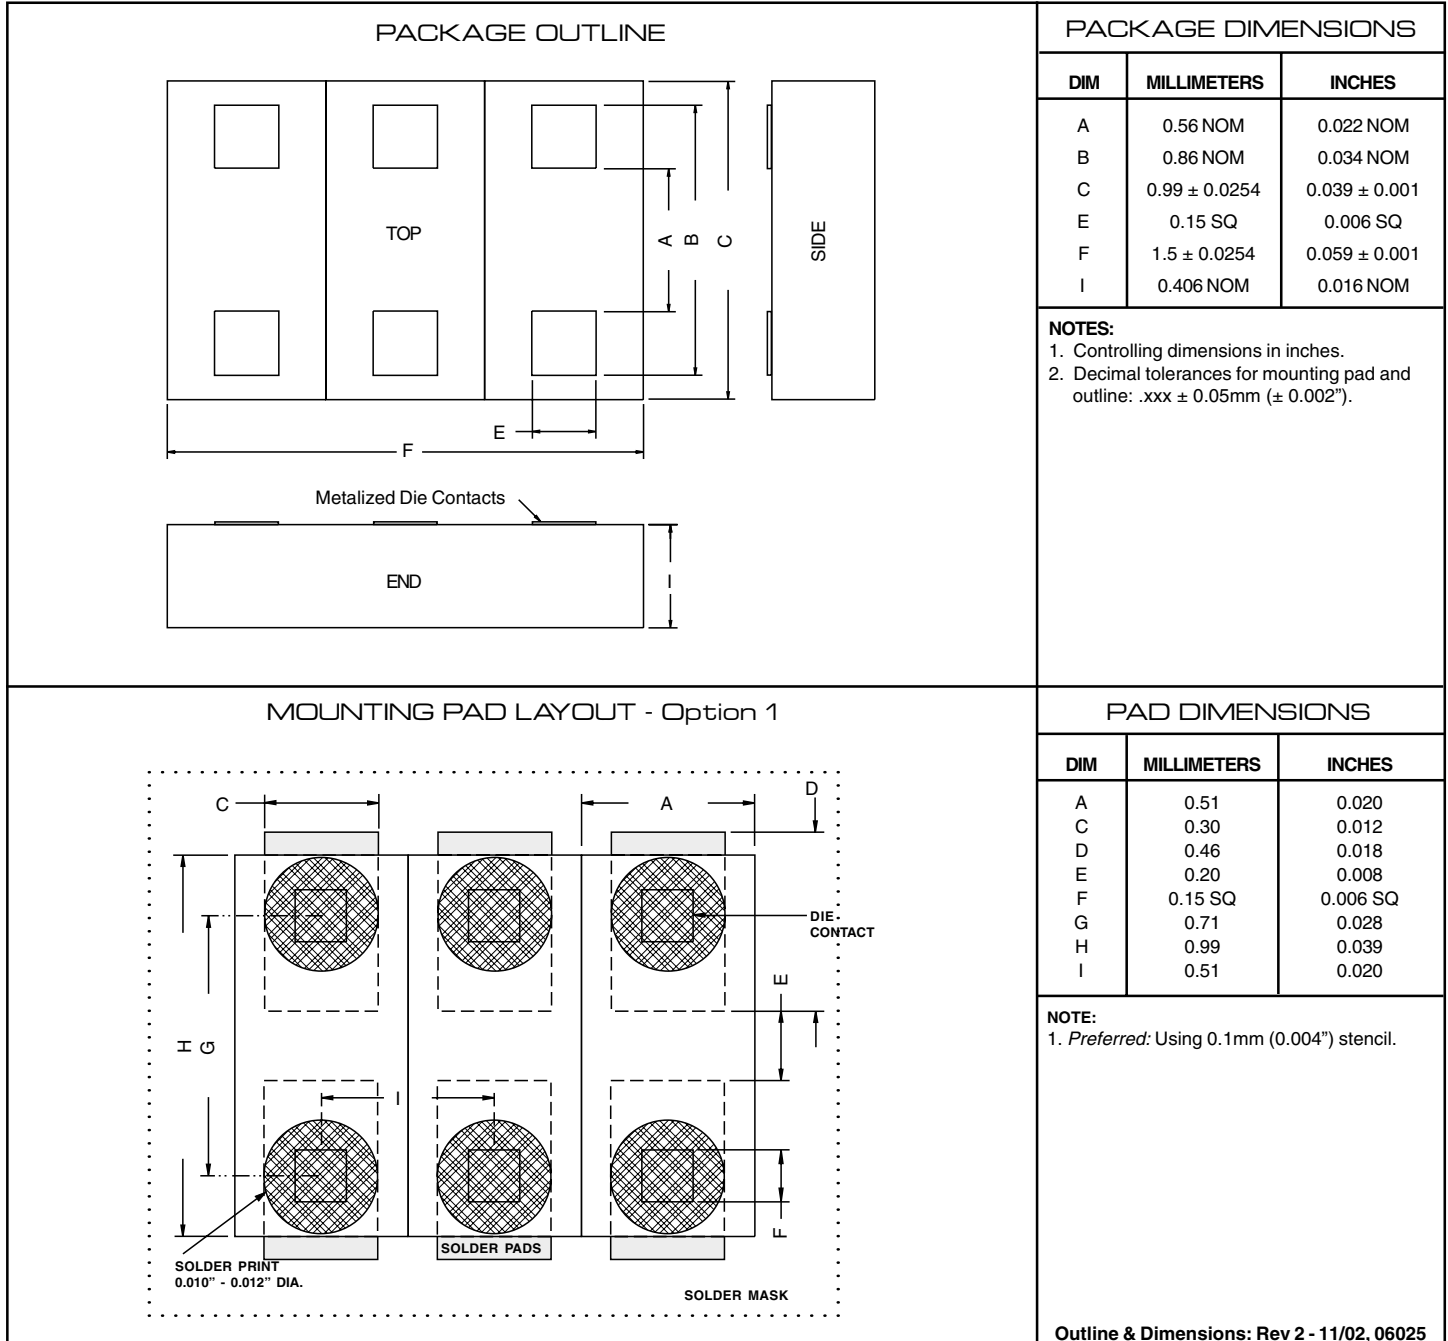 PACKAGE OUTLINE
TOP
A
B
C
SIDE
E
F
Metalized Die Contacts
END
I
PACKAGE DIMENSIONS
DIM MILLIMETERS INCHES
A 0.56 NOM 0.022 NOM
B 0.86 NOM 0.034 NOM
C 0.99 ± 0.0254 0.039 ± 0.001
E 0.15 SQ 0.006 SQ
F 1.5 ± 0.0254 0.059 ± 0.001
I 0.406 NOM 0.016 NOM
NOTES:
1. Controlling dimensions in inches.
2. Decimal tolerances for mounting pad and
outline: .xxx ± 0.05mm (± 0.002”).
MOUNTING PAD LAYOUT - Option 1
C
A
D
DIE
CONTACT
E
H
G
I
F
SOLDER PADS
SOLDER PRINT
0.010” - 0.012” DIA.
SOLDER MASK
PAD DIMENSIONS
DIM MILLIMETERS INCHES
A 0.51 0.020
C 0.30 0.012
D 0.46 0.018
E 0.20 0.008
F 0.15 SQ 0.006 SQ
G 0.71 0.028
H 0.99 0.039
I 0.51 0.020
NOTE:
1. Preferred: Using 0.1mm (0.004”) stencil.
Outline & Dimensions: Rev 2 - 11/02, 06025